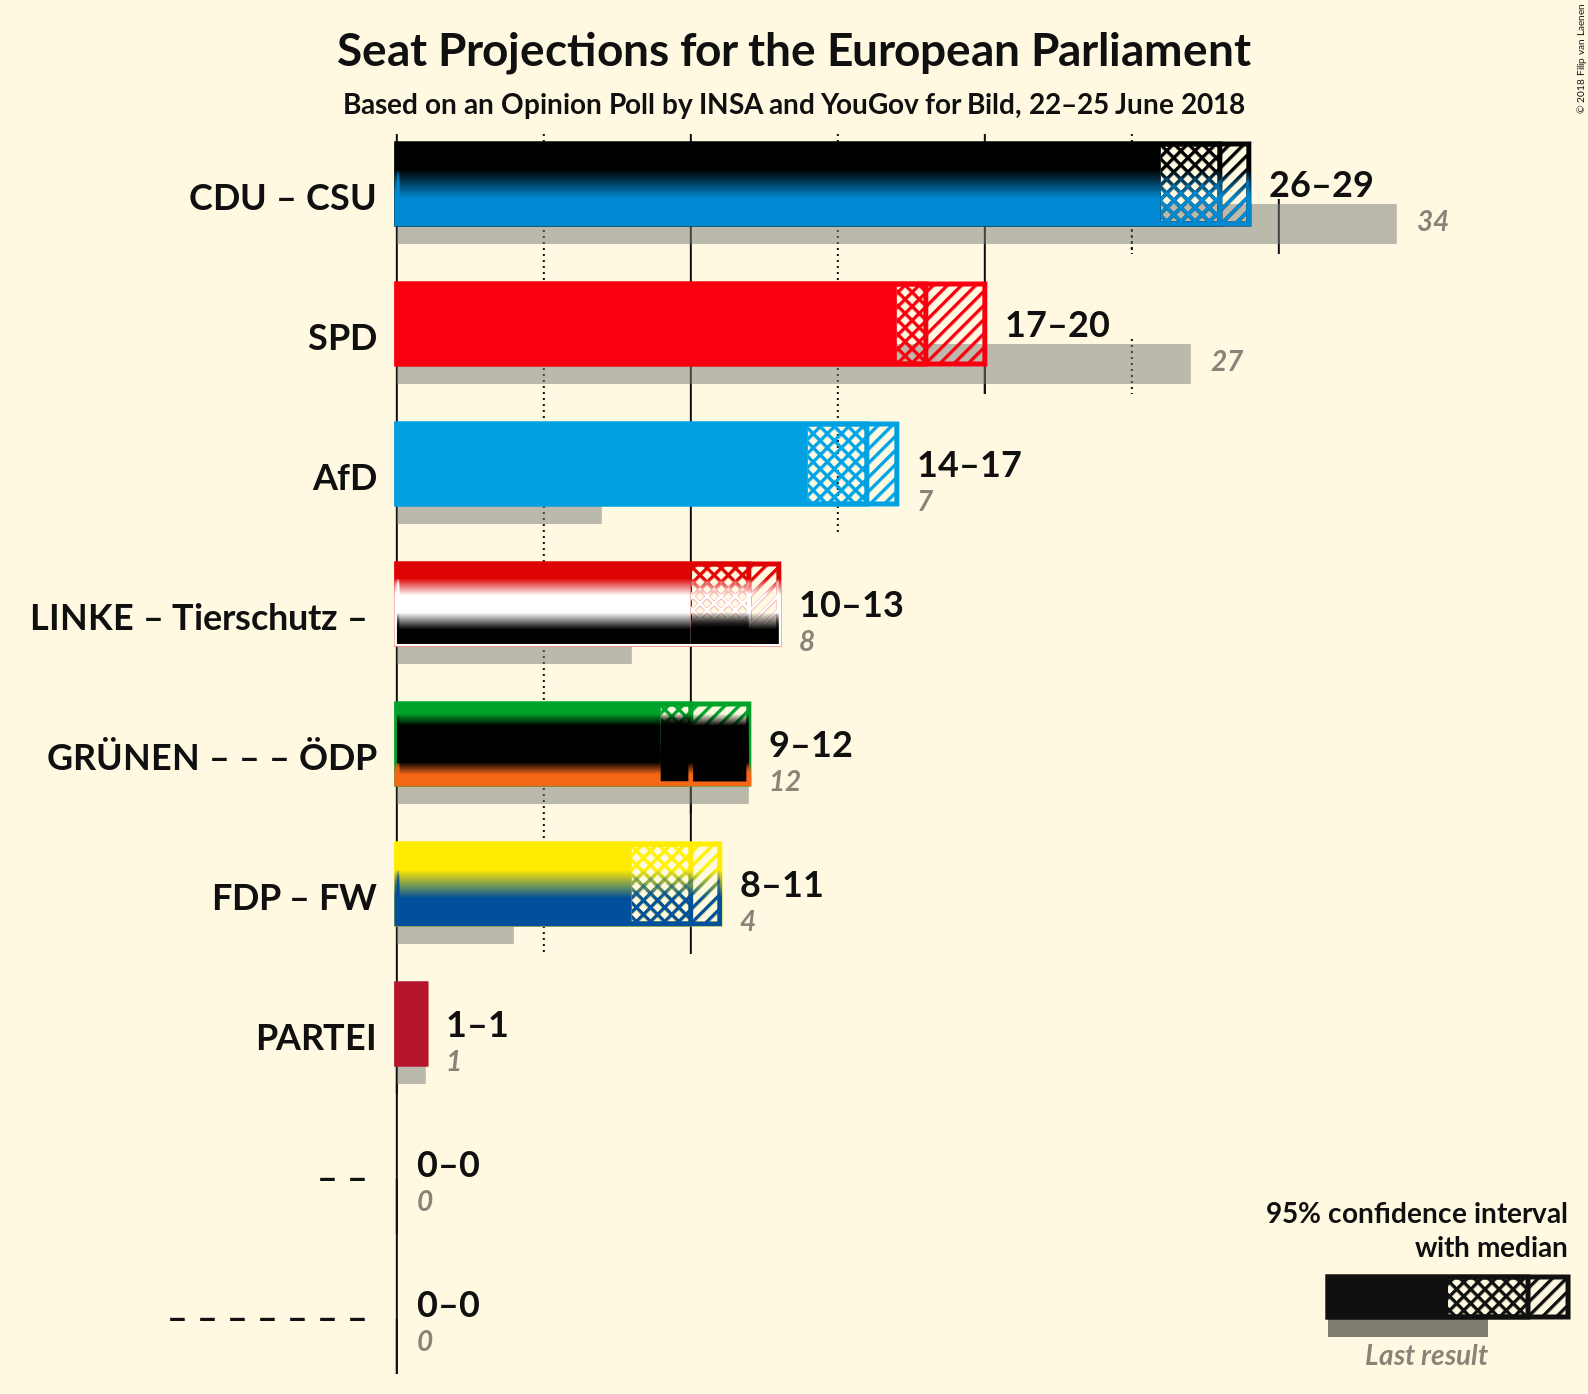 Seat Projections for the European Parliament
Based on an Opinion Poll by INSA and YouGov for Bild, 22–25 June 2018
© 2018 Filip van Laenen
CDU – CSU
26–29
34
SPD
17–20
27
AfD
14–17
7
LINKE – Tierschutz –
10–13
8
GRÜNEN – – – ÖDP
9–12
12
FDP – FW
8–11
4
PARTEI
1–1
1
– –
0–0
0
– – – – – – –
0–0
0
95% confidence interval
with median
Last result